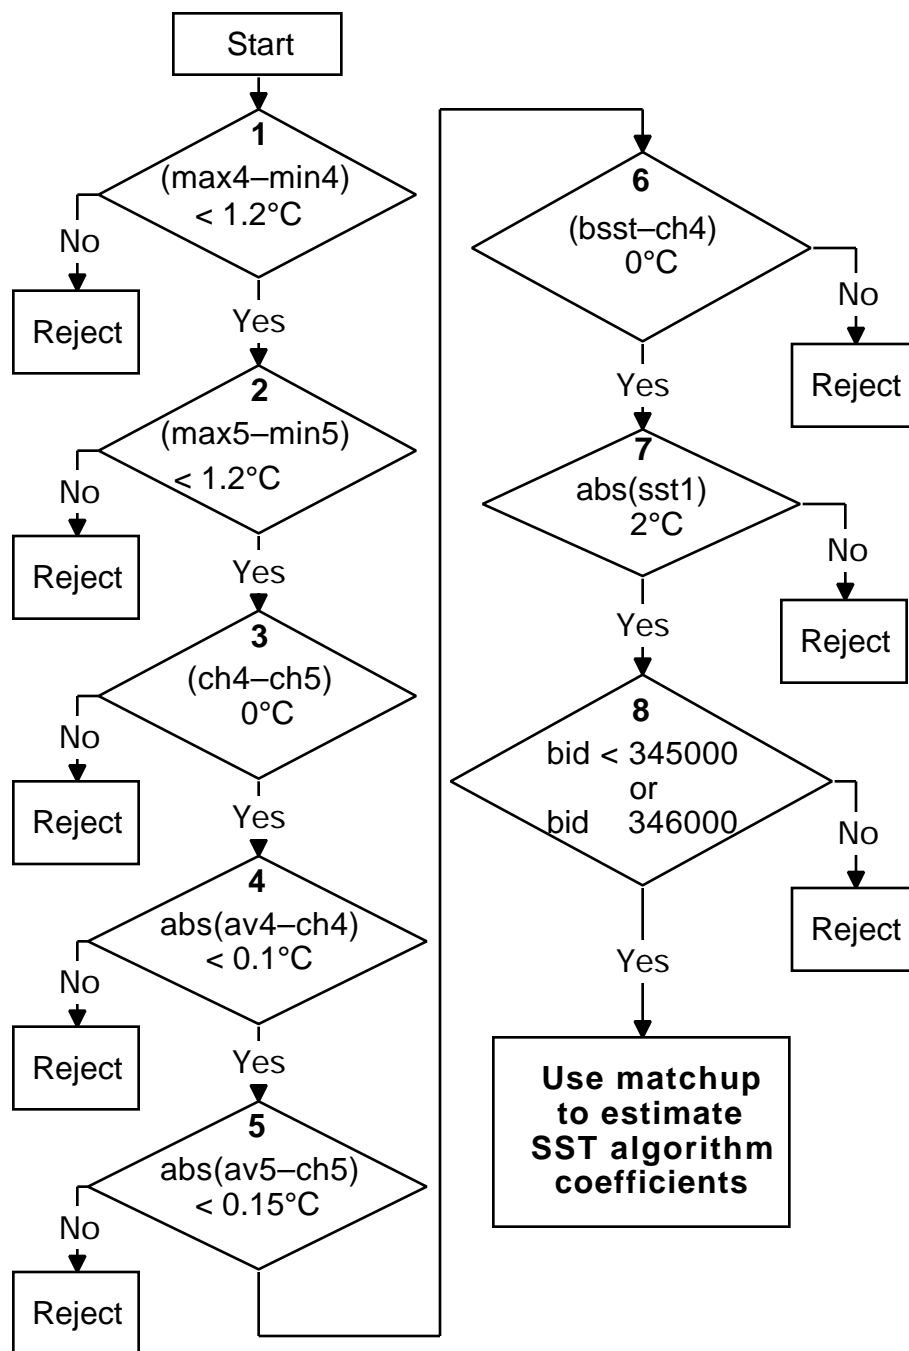 Start
1
(max4–min4)
< 1.2°C
No
Reject
Yes
2
(max5–min5)
< 1.2°C
No
Reject
Yes
3
(ch4–ch5)
0°C
No
Reject
Yes
4
abs(av4–ch4)
< 0.1°C
No
Reject
Yes
5
abs(av5–ch5)
< 0.15°C
No
Reject
6
(bsst–ch4)
0°C
No
Reject
Yes
7
abs(sst1)
2°C
No
Reject
Yes
8
bid < 345000
or
bid 346000
No
Reject
Yes
Use matchup
to estimate
SST algorithm
coefficients